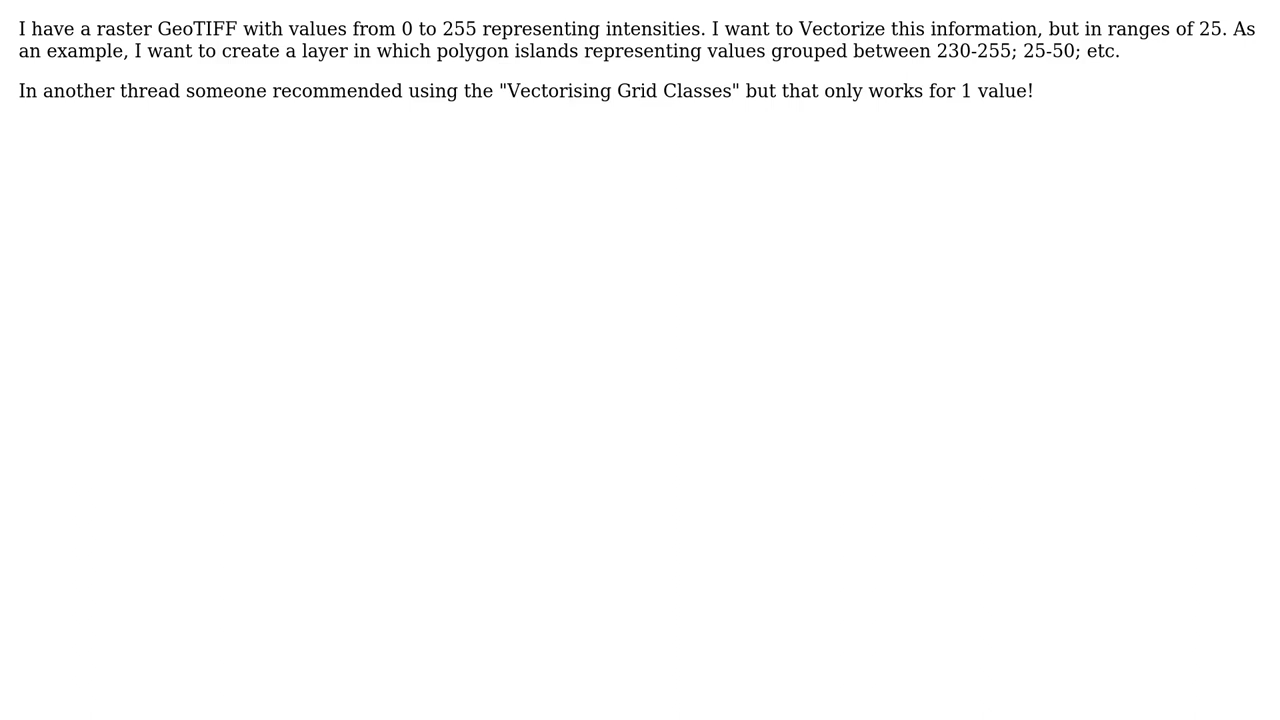 I have a raster GeoTIFF with values from 0 to 255 representing intensities. I want to Vectorize this information, but in ranges of 25. As
an example, I want to create a layer in which polygon islands representing values grouped between 230-255; 25-50; etc.
In another thread someone recommended using the "Vectorising Grid Classes" but that only works for 1 value!